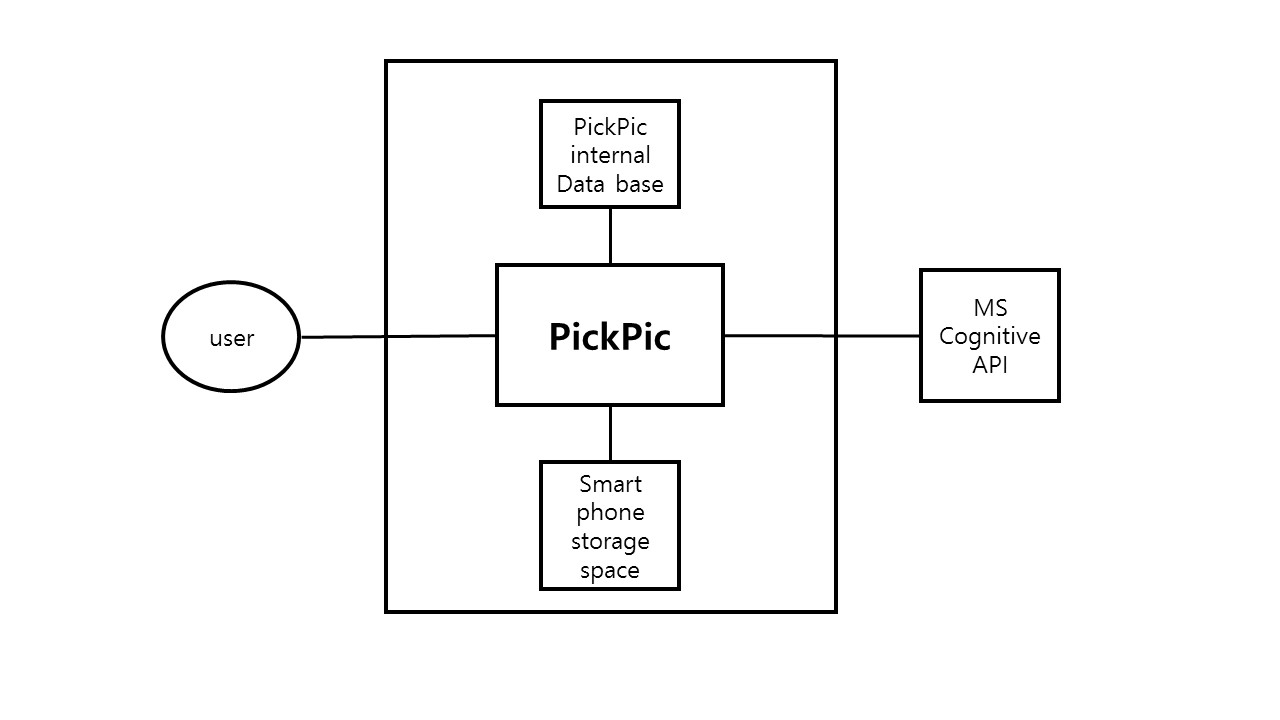 PickPic
internal
Data base
user
PickPic
MS
Cognitive
API
Smart
phone
storage
space